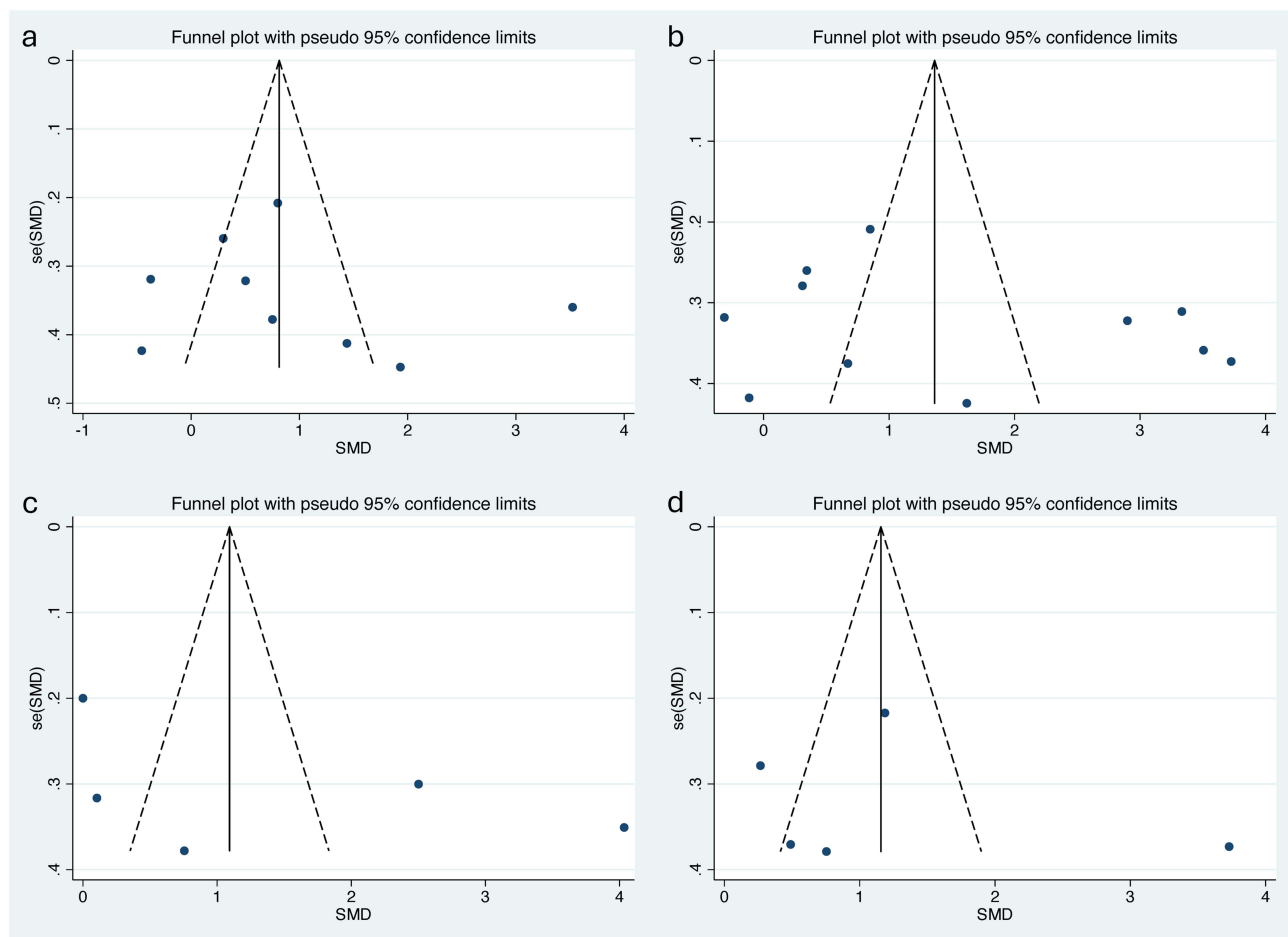 a
Funnel plot with pseudo 95% confidence limits
se(SMD)
0
.1
.2
.3
.4
.5
-1 0 1 2 3 4
SMD
b
Funnel plot with pseudo 95% confidence limits
se(SMD)
0
.1
.2
.3
.4
0 1 2 3 4
SMD
c
Funnel plot with pseudo 95% confidence limits
se(SMD)
0
.1
.2
.3
.4
0 1 2 3 4
SMD
d
Funnel plot with pseudo 95% confidence limits
se(SMD)
0
.1
.2
.3
.4
0 1 2 3 4
SMD